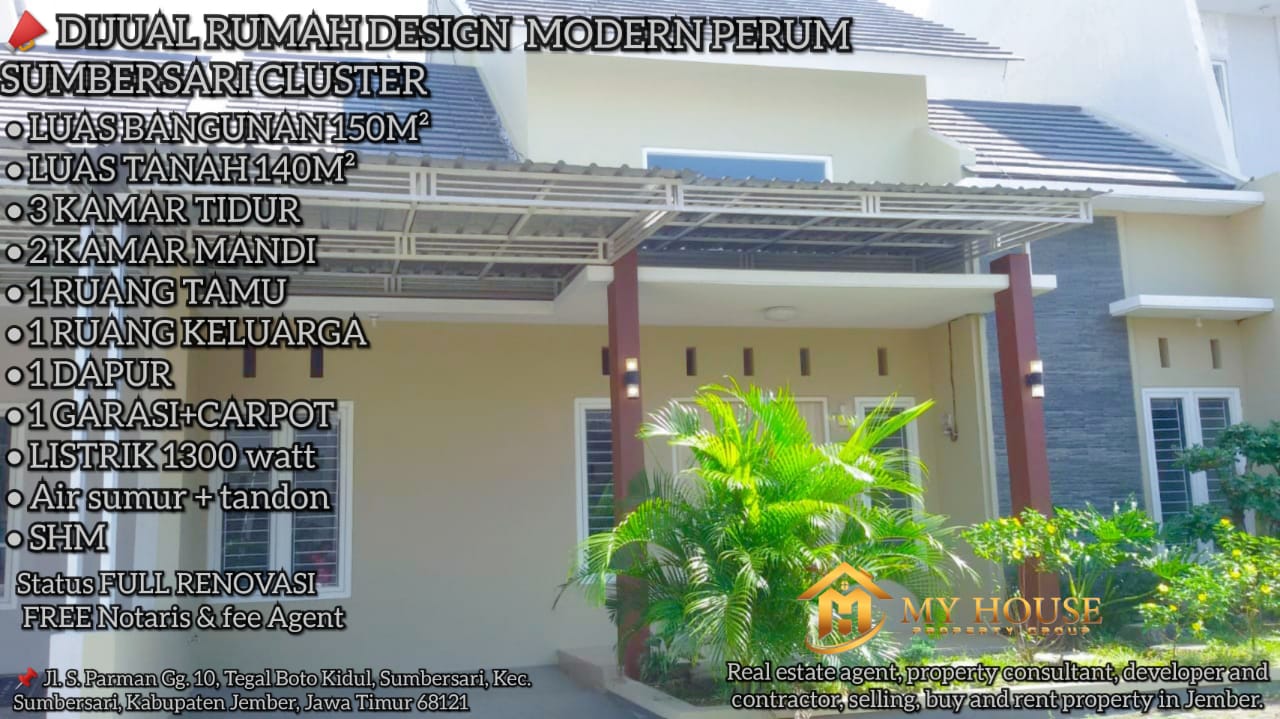 DIJUAL RUMAH DESIGN MODERN PERUM
SUMBERSARI CLUSTER
• LUAS BANGUNAN 150M²
• LUAS TANAH 140M²
• 3 KAMAR TIDUR
• 2 KAMAR MANDI
• 1 RUANG TAMU
• 1 RUANG KELUARGA
• 1 DAPUR
• 1 GARASI+CARPOT
• LISTRIK 1300 watt
• Air sumur + tandon
• SHM
Status FULL RENOVASI
FREE Notaris & fee Agent
MY HOUSE
PROPERTY GROUP
Jl. S. Parman Gg. 10, Tegal Boto Kidul, Sumbersari, Kec.
Sumbersari, Kabupaten Jember, Jawa Timur 68121
Real estate agent, property consultant, developer and
contractor, selling, buy and rent property in Jember.